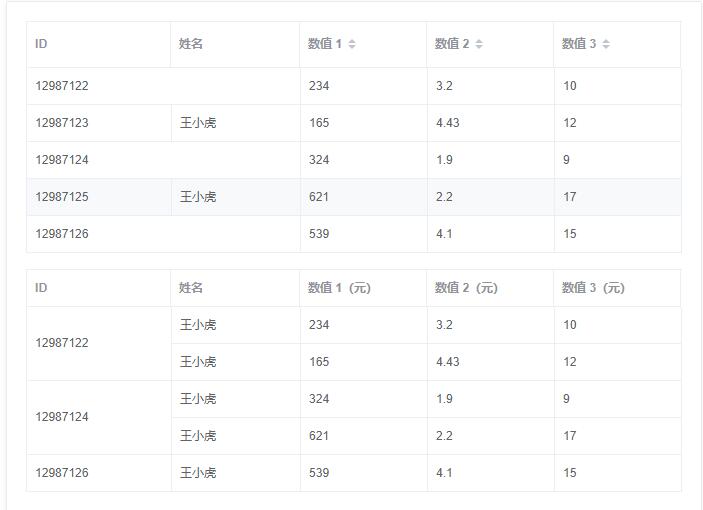 ID 姓名 数值 1 数值 2 数值 3
12987122 234 3.2 10
12987123 王小虎 165 4.43 12
12987124 324 1.9 9
12987125 王小虎 621 2.2 17
12987126 539 4.1 15
ID 姓名 数值 1（元） 数值 2（元） 数值 3（元）
12987122 王小虎 234 3.2 10
王小虎 165 4.43 12
12987124 王小虎 324 1.9 9
王小虎 621 2.2 17
12987126 王小虎 539 4.1 15